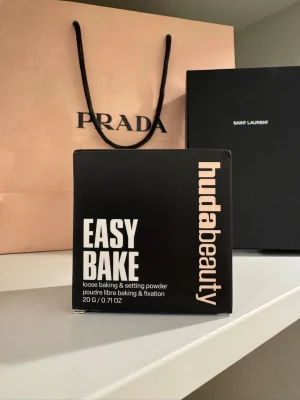 PRADA
SAINT LAURENT
hudabeauty
EASY
BAKE
loose baking & setting powder
poudre libre baking & fixation
20 G / 0.71 OZ